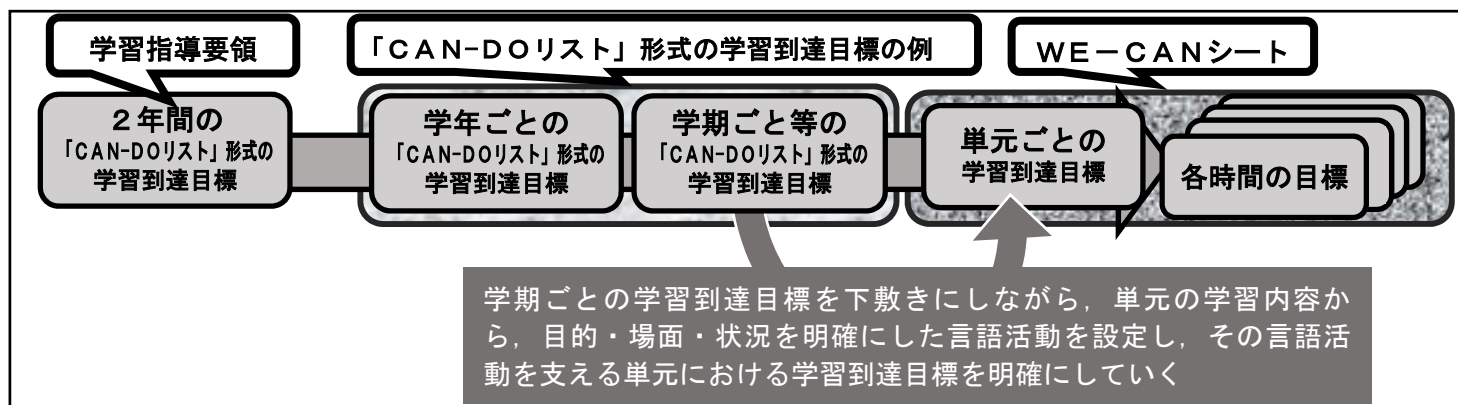 学習指導要領
「ＣＡＮ-ＤＯリスト」形式の学習到達目標の例
ＷＥ－ＣＡＮシート
２年間の
「CAN-DOリスト」形式の
学習到達目標
学年ごとの
「CAN-DOリスト」形式の
学習到達目標
学期ごと等の
「CAN-DOリスト」形式の
学習到達目標
単元ごとの
学習到達目標
各時間の目標
学期ごとの学習到達目標を下敷きにしながら，単元の学習内容か
ら，目的・場面・状況を明確にした言語活動を設定し，その言語活
動を支える単元における学習到達目標を明確にしていく